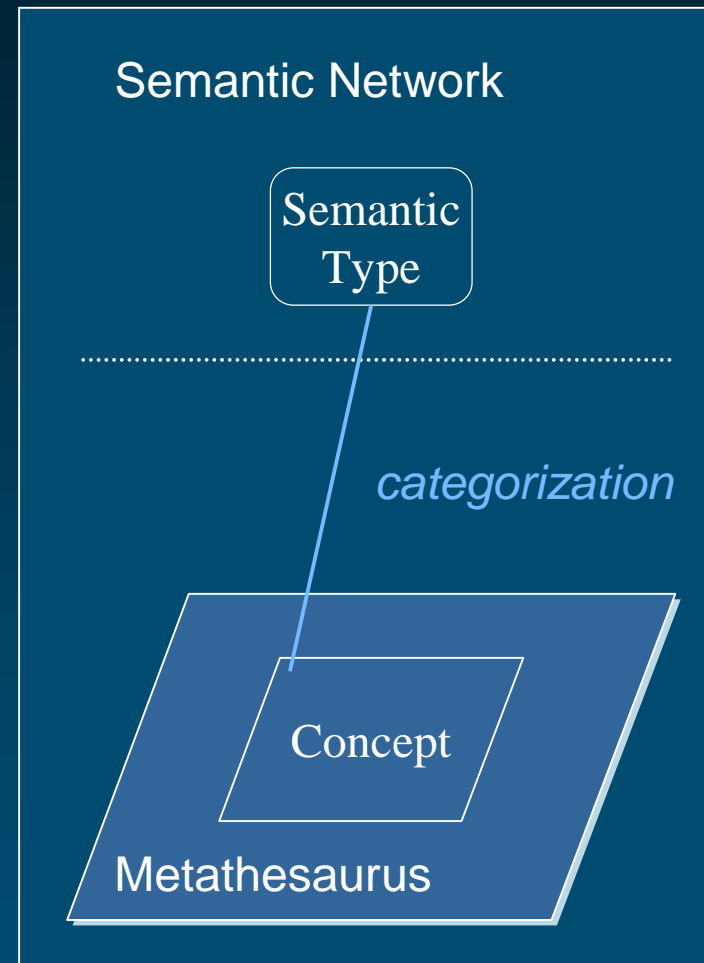 Semantic Network
Semantic
Type
categorization
Concept
Metathesaurus